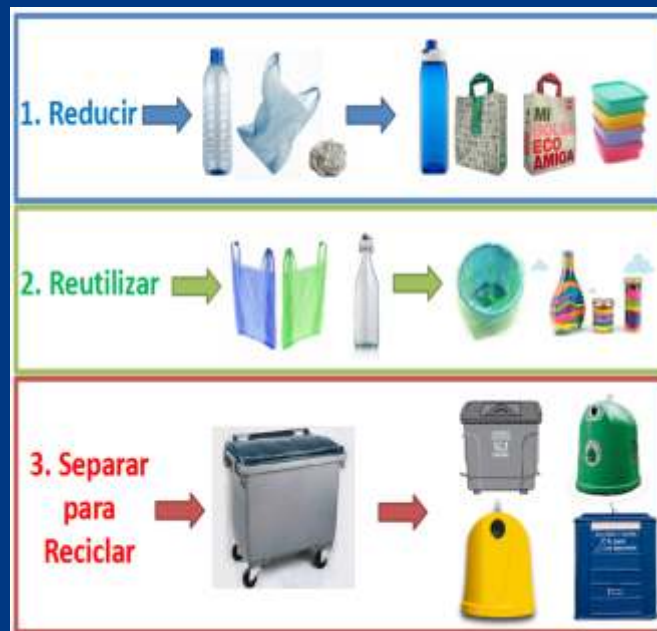 1. Reducir
MI
BOLSA
ECO
AMIGA
2. Reutilizar
3. Separar
para
Reciclar